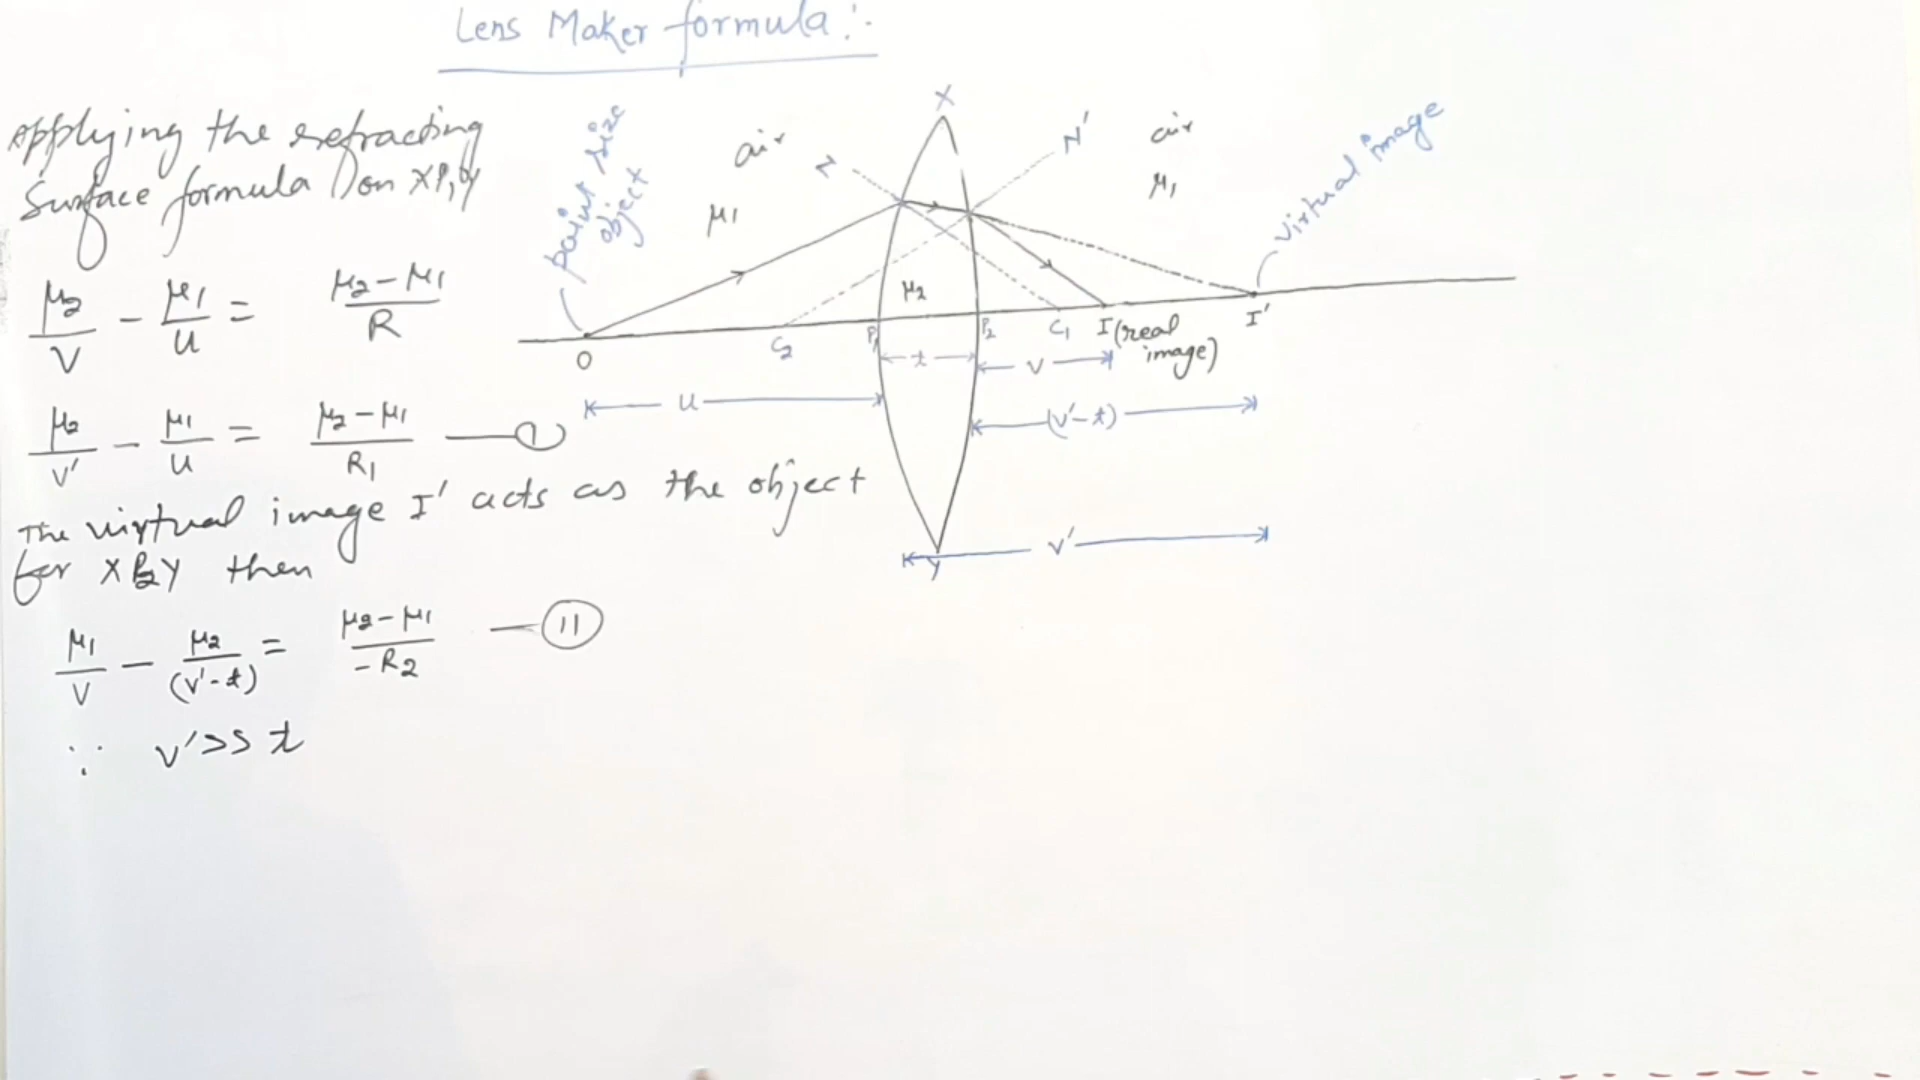 Lens Maker formula :-
Applying the refracting
Surface formula on XP₁Y
μ₂/V - μ₁/u = μ₂-μ₁/R
μ₂/V' - μ₁/u = μ₂-μ₁/R₁ — (1)
The virtual image I' acts as the object
for XP₂Y then
μ₁/V - μ₂/(V'-t) = μ₂-μ₁/-R₂ — (11)
∵ V'>> t
point size
object
air
μ₁
X
N
N'
air
μ₁
virtual image
μ₂
O
C₂
P₁
P₂
C₁
I (real
image)
I'
t
V
u
(V'-t)
V'
Y